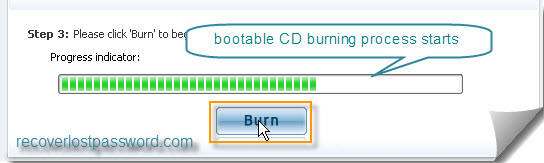 Step 3: Please click 'Burn' to be
bootable CD burning process starts
Progress indicator:
Burn
recoverlostpassword.com